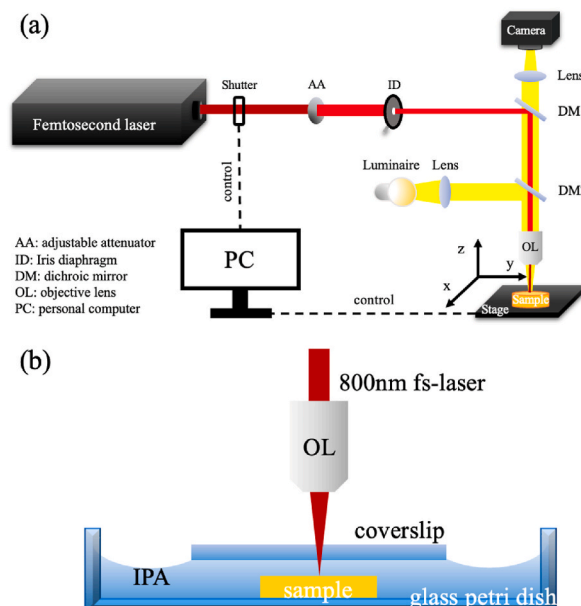 (a)
Camera
Lens
Shutter
AA
ID
DM
Femtosecond laser
Luminaire
Lens
DM
control
AA: adjustable attenuator
ID: Iris diaphragm
DM: dichroic mirror
OL: objective lens
PC: personal computer
PC
OL
z
y
x
control
Sample
Stage
(b)
800nm fs-laser
OL
coverslip
IPA
sample
glass petri dish